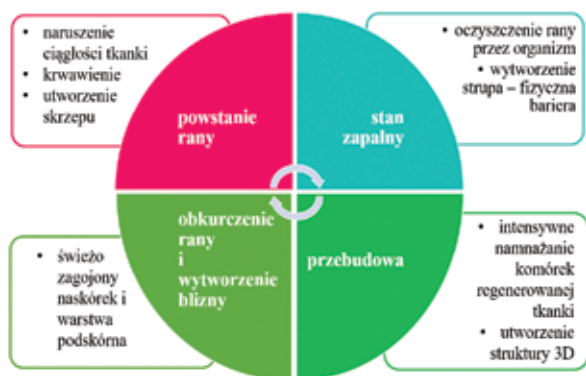 • naruszenie
ciągłości tkanki
• krwawienie
• utworzenie
skrzepu
powstanie
rany
stan
zapalny
• oczyszczenie rany
przez organizm
• wytworzenie
strupa – fizyczna
bariera
• świeżo
zagojony
naskórek i
warstwa
podskórna
obkurczenie
rany
i
wytworzenie
blizny
przebudowa
• intensywne
namnażanie
komórek
regenerowanej
tkanki
• utworzenie
struktury 3D